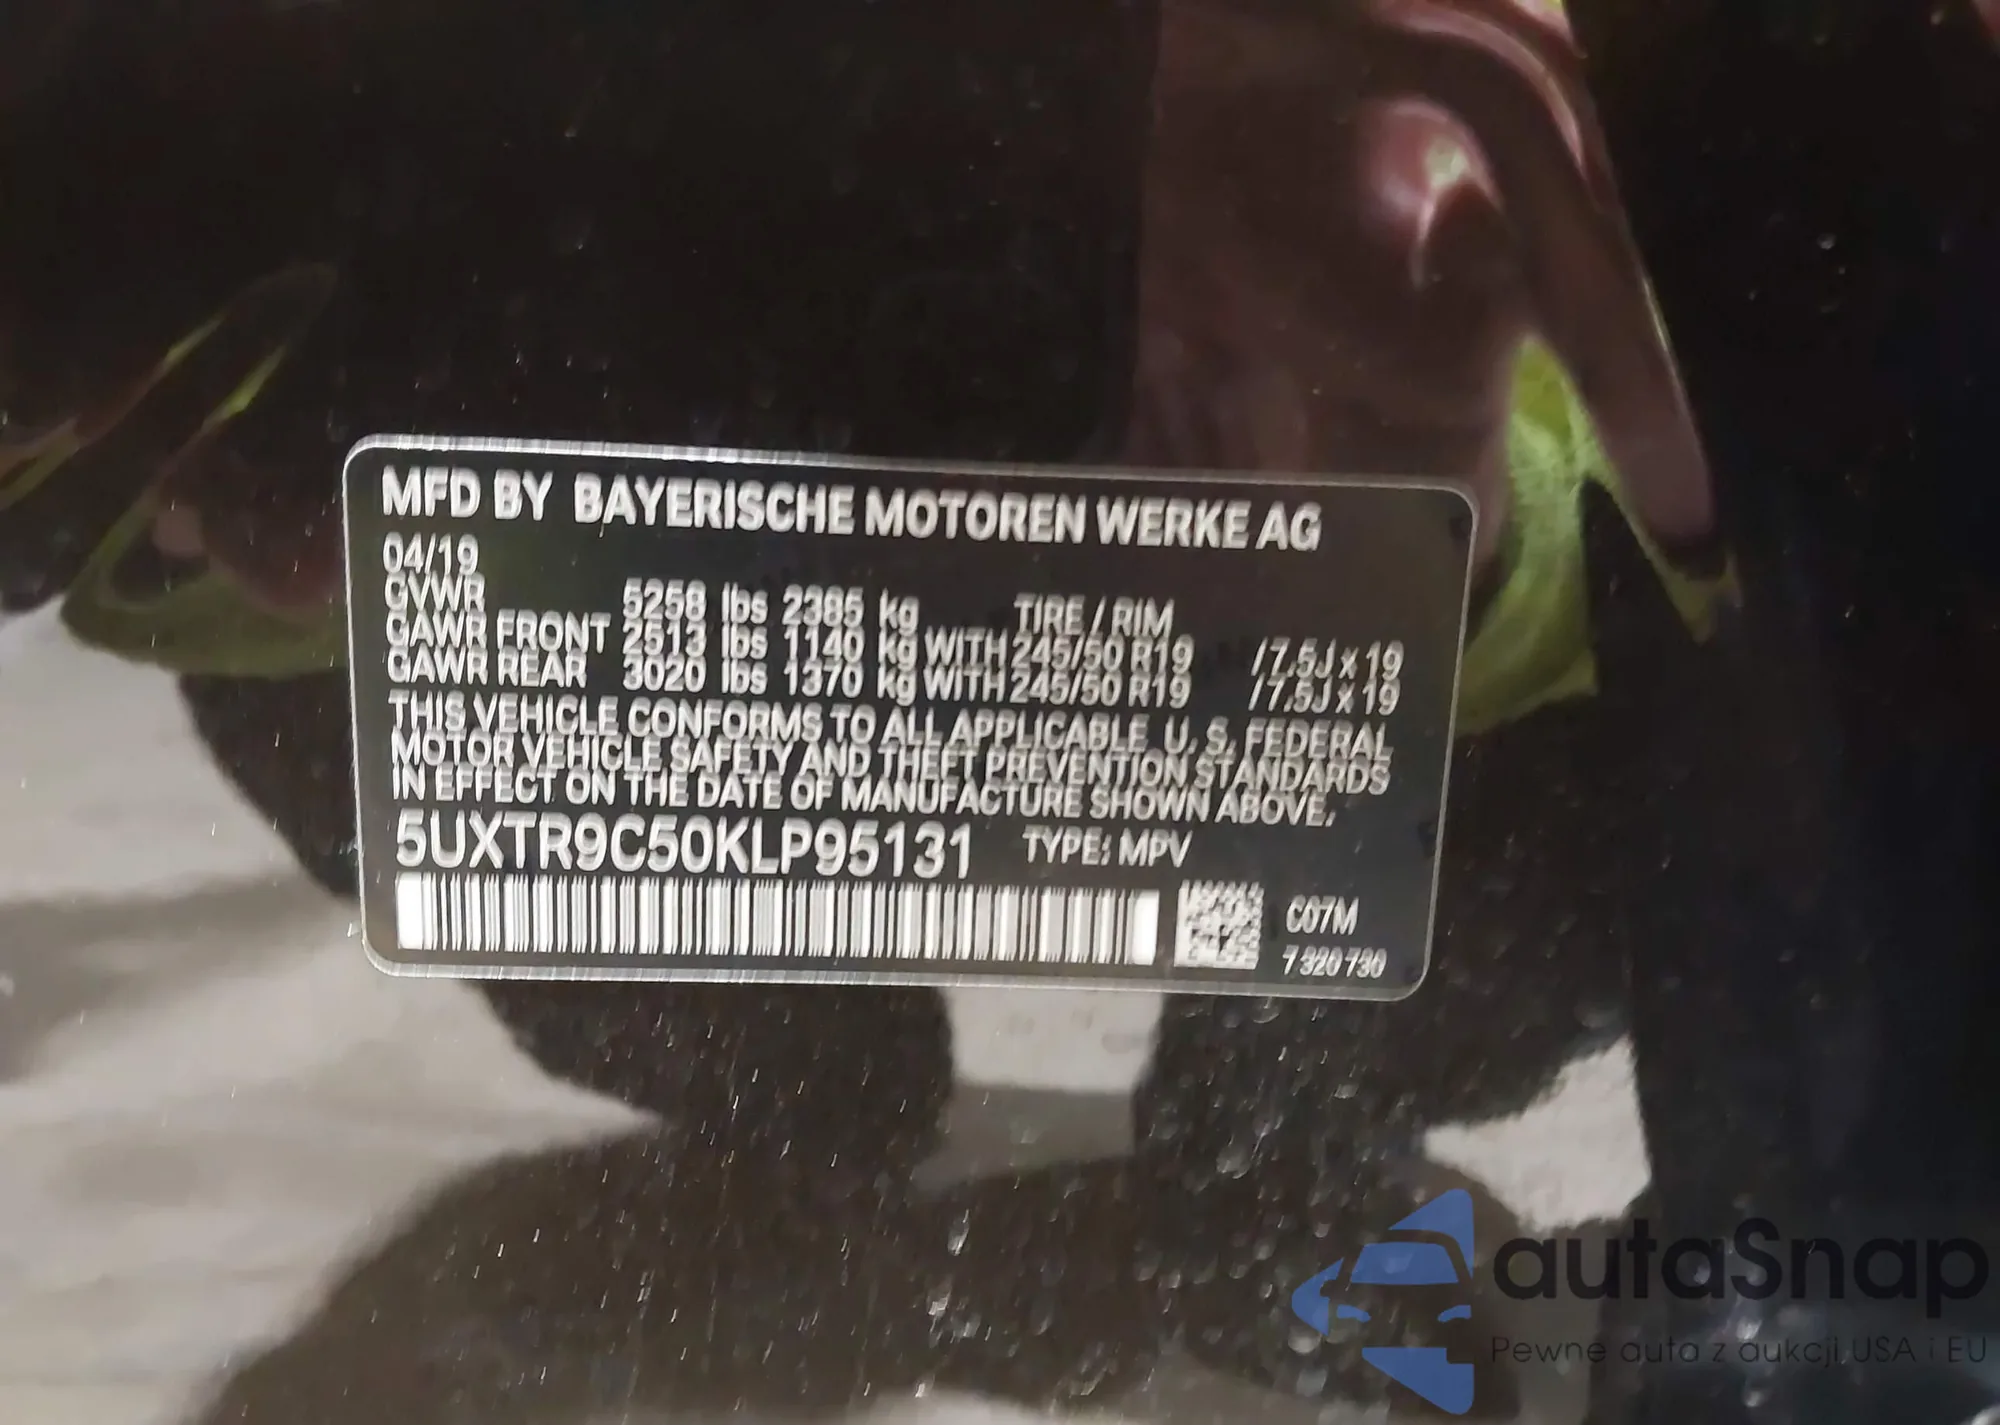 MFD BY BAYERISCHE MOTOREN WERKE AG
04/19
GVWR 5258 lbs 2385 kg TIRE / RIM
GAWR FRONT 2513 lbs 1140 kg WITH 245/50 R19 / 7.5J x 19
GAWR REAR 3020 lbs 1370 kg WITH 245/50 R19 / 7.5J x 19
THIS VEHICLE CONFORMS TO ALL APPLICABLE U. S. FEDERAL
MOTOR VEHICLE SAFETY AND THEFT PREVENTION STANDARDS
IN EFFECT ON THE DATE OF MANUFACTURE SHOWN ABOVE.
5UXTR9C50KLP95131 TYPE: MPV
C07M
7 320 730
autaSnap
Pewne auta z aukcji USA i EU